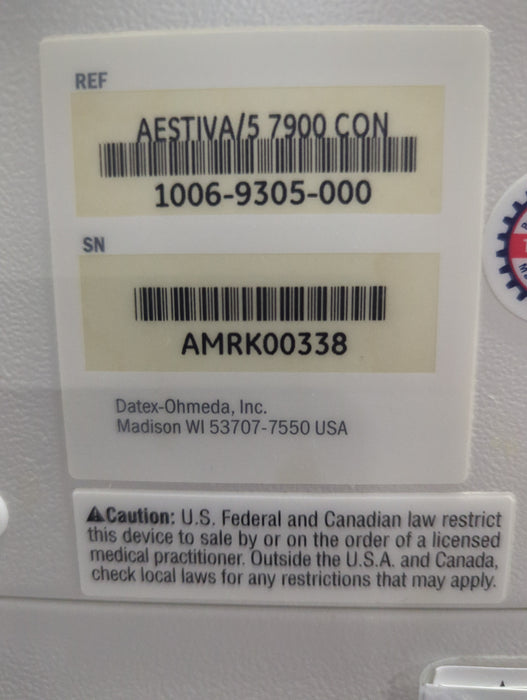 REF
AESTIVA/5 7900 CON
1006-9305-000
SN
AMRK00338
Datex-Ohmeda, Inc.
Madison WI 53707-7550 USA
⚠Caution: U.S. Federal and Canadian law restrict
this device to sale by or on the order of a licensed
medical practitioner. Outside the U.S.A. and Canada,
check local laws for any restrictions that may apply.